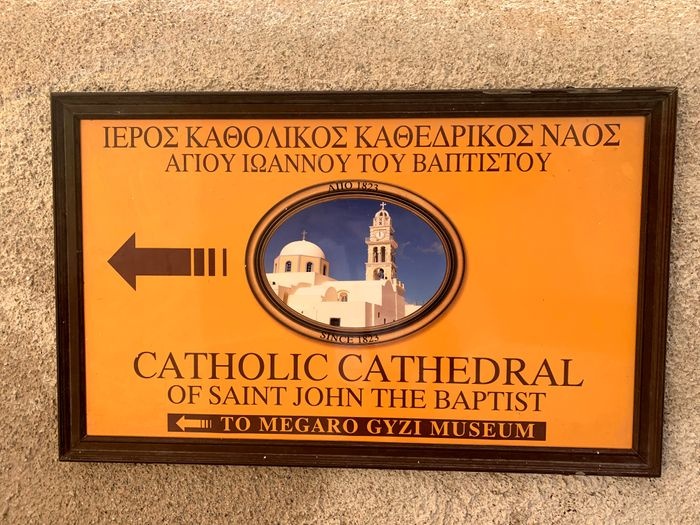 ΙΕΡΟΣ ΚΑΘΟΛΙΚΟΣ ΚΑΘΕΔΡΙΚΟΣ ΝΑΟΣ
ΑΓΙΟΥ ΙΩΑΝΝΟΥ ΤΟΥ ΒΑΠΤΙΣΤΟΥ
ΑΠΟ 1823
SINCE 1823
CATHOLIC CATHEDRAL
OF SAINT JOHN THE BAPTIST
TO MEGARO GYZI MUSEUM